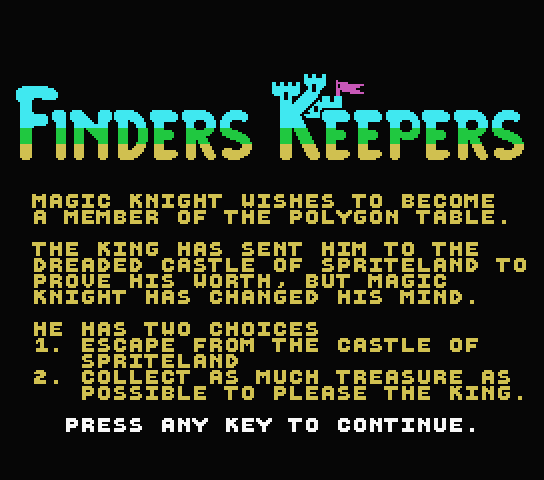 FINDERS KEEPERS
MAGIC KNIGHT WISHES TO BECOME
A MEMBER OF THE POLYGON TABLE.
THE KING HAS SENT HIM TO THE
DREADED CASTLE OF SPRITELAND TO
PROVE HIS WORTH, BUT MAGIC
KNIGHT HAS CHANGED HIS MIND.
HE HAS TWO CHOICES
1. ESCAPE FROM THE CASTLE OF
SPRITELAND
2. COLLECT AS MUCH TREASURE AS
POSSIBLE TO PLEASE THE KING.
PRESS ANY KEY TO CONTINUE.